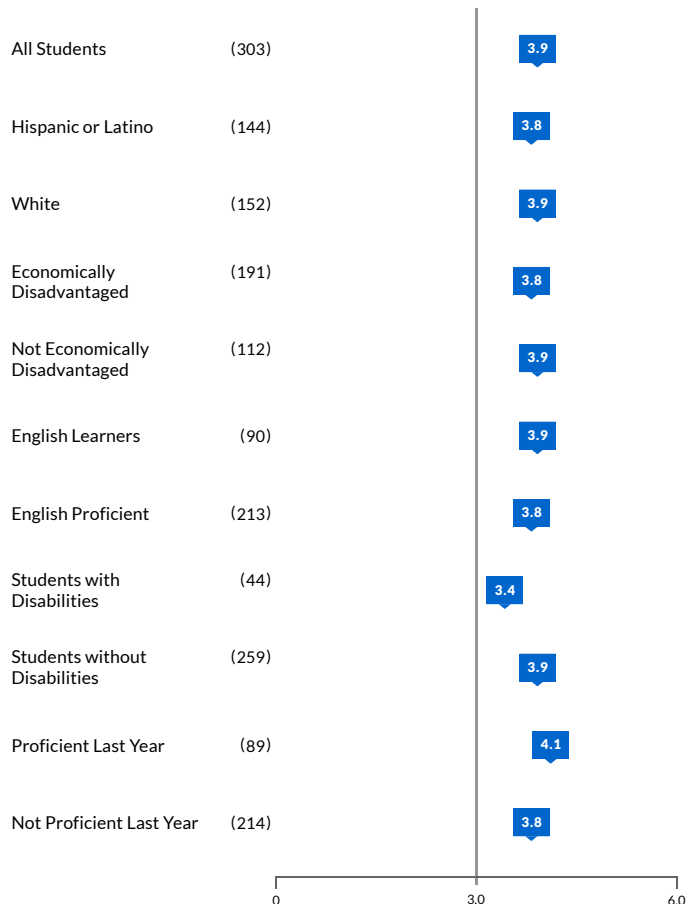 All Students (303) 3.9
Hispanic or Latino (144) 3.8
White (152) 3.9
Economically (191)
Disadvantaged 3.8
Not Economically (112)
Disadvantaged 3.9
English Learners (90) 3.9
English Proficient (213) 3.8
Students with (44)
Disabilities 3.4
Students without (259)
Disabilities 3.9
Proficient Last Year (89) 4.1
Not Proficient Last Year (214) 3.8
0 3.0 6.0